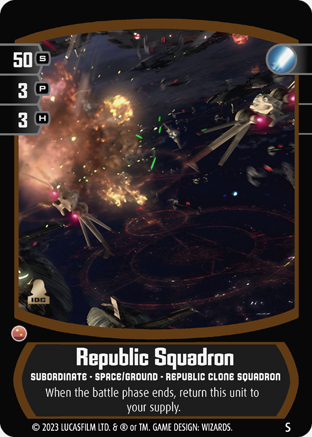 50 S
3 P
3 H
IDC
Republic Squadron
SUBORDINATE - SPACE/GROUND - REPUBLIC CLONE SQUADRON
When the battle phase ends, return this unit to
your supply.
© 2023 LUCASFILM LTD. & ® OR TM. GAME DESIGN: WIZARDS.
S